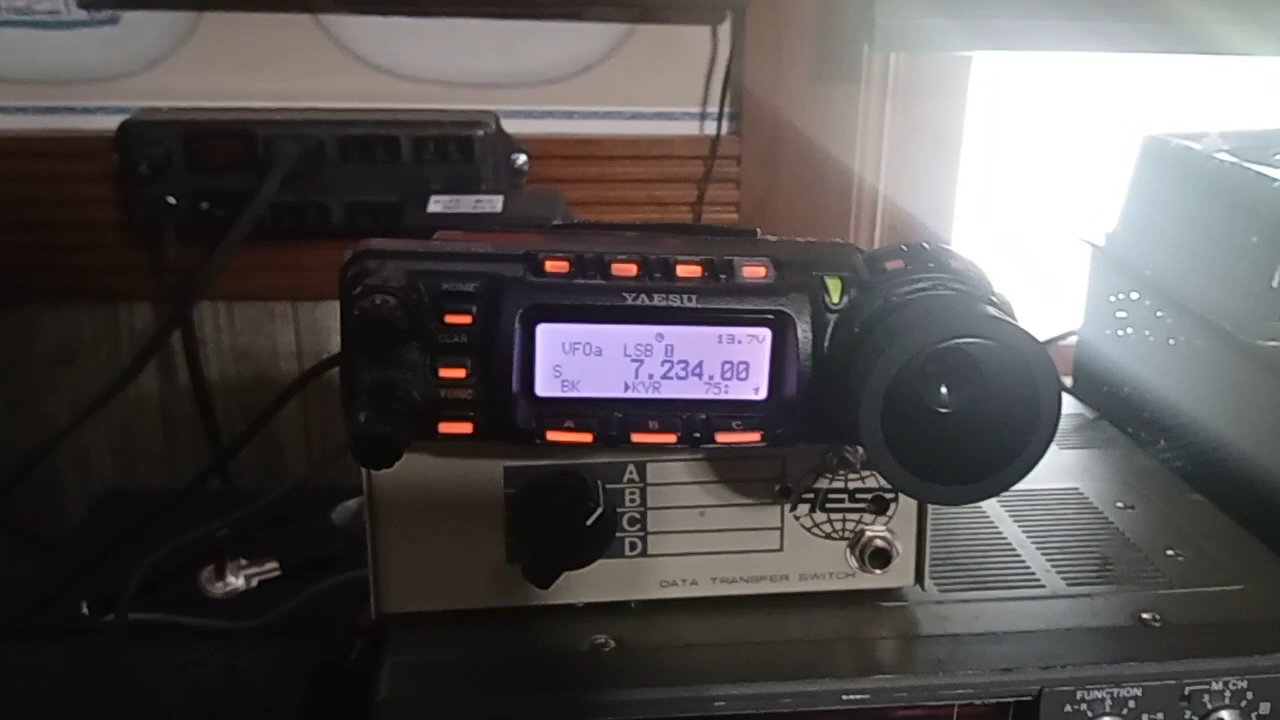 HOME
CLAR
FUNC
YAESU
13.7V
VFOa LSB
7.234.00
S
BK ▶KYR 75:
A B C
A
B
C
D
AES
DATA TRANSFER SWITCH
FUNCTION
M CH
A-R B